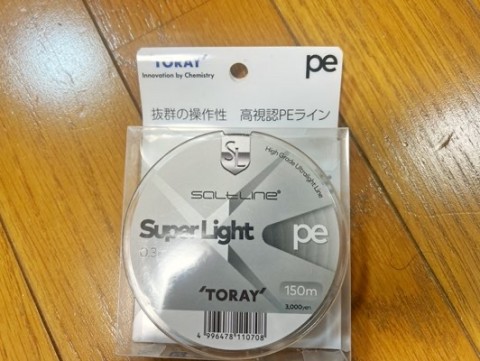 'TORAY'
Innovation by Chemistry
pe
抜群の操作性 高視認PEライン
SL
High Grade Ultralight Line
SALTLINE®
Super Light
pe
'TORAY'
150m
3,000yen
4 996478 110708